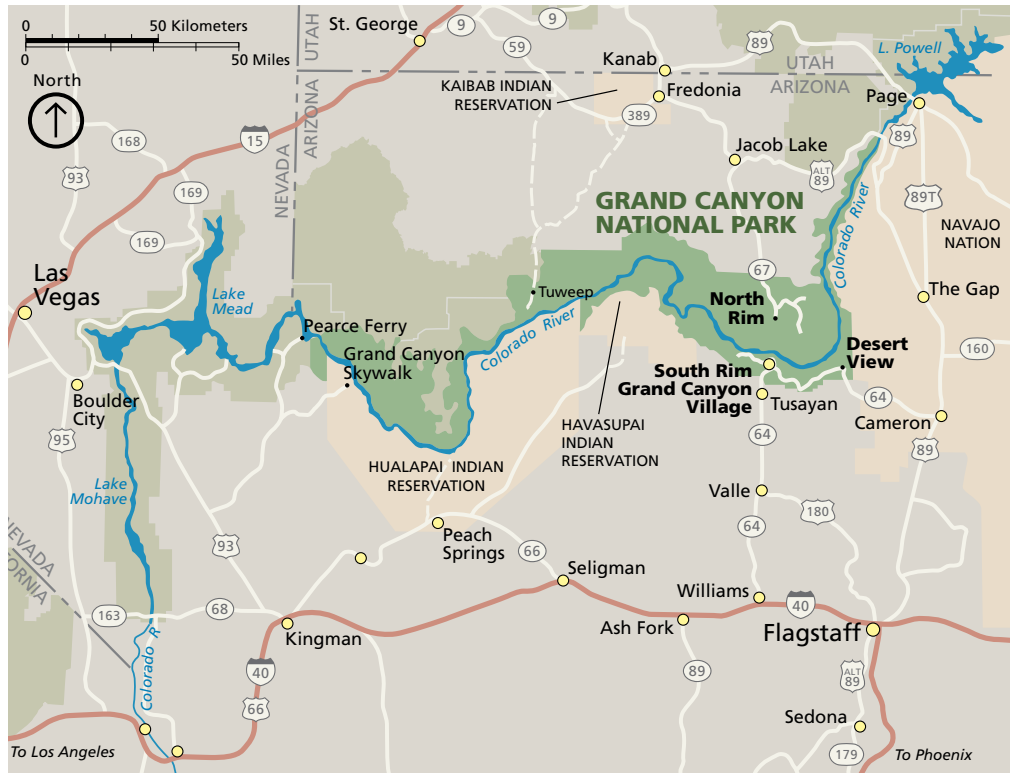 0
50 Kilometers
0
50 Miles
North
UTAH
ARIZONA
NEVADA
St. George
9
59
9
Kanab
89
UTAH
ARIZONA
L. Powell
KAIBAB INDIAN
RESERVATION
Fredonia
389
Page
89
15
168
93
169
169
Jacob Lake
ALT
89
89T
GRAND CANYON
NATIONAL PARK
Colorado River
NAVAJO
NATION
Las
Vegas
Lake
Mead
Tuweep
67
North
Rim
The Gap
Pearce Ferry
Grand Canyon
Skywalk
Colorado River
South Rim
Grand Canyon
Village
Desert
View
160
Boulder
City
Tusayan
64
Cameron
95
HAVASUPAI
INDIAN
RESERVATION
64
89
HUALAPAI INDIAN
RESERVATION
Lake
Mohave
Valle
180
NEVADA
CALIFORNIA
93
Peach
Springs
66
64
Seligman
Williams
40
163
68
Kingman
Ash Fork
Flagstaff
Colorado R
40
66
89
ALT
89
Sedona
179
To Los Angeles
To Phoenix